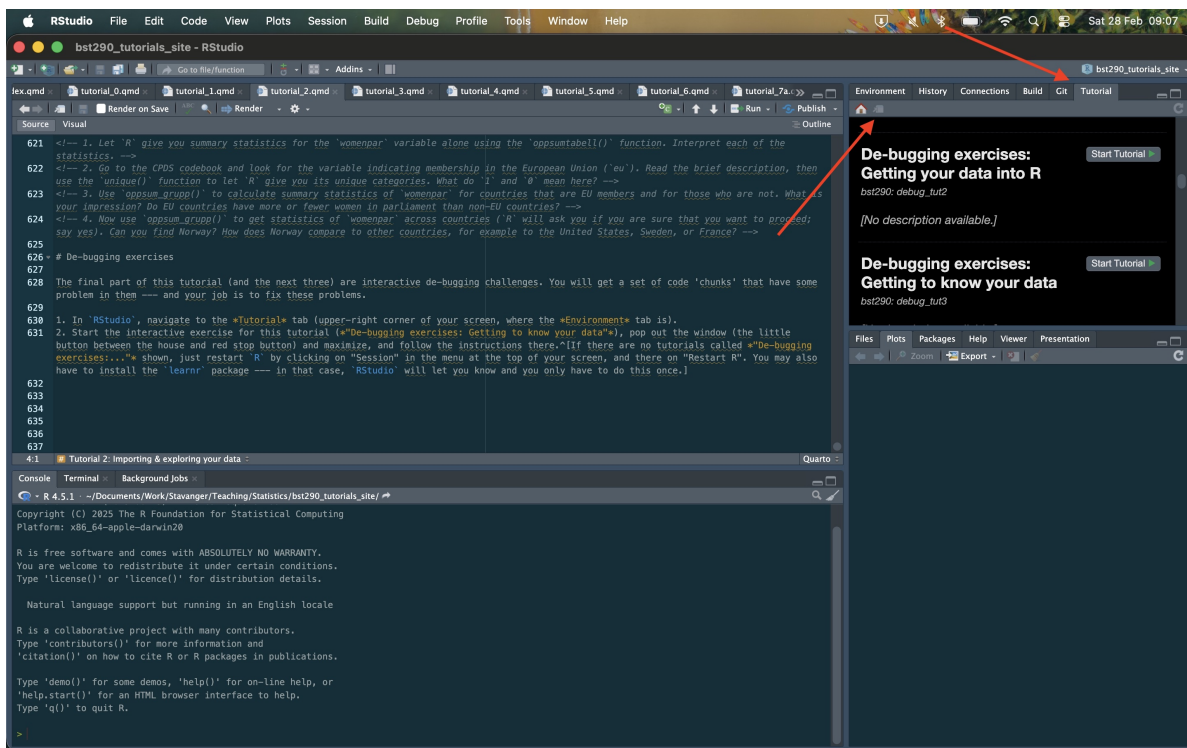 RStudio File Edit Code View Plots Session Build Debug Profile Tools Window Help Sat 28 Feb 09:07
bst290_tutorials_site - RStudio
Go to file/function Addins
bst290_tutorials_site
lex.qmd tutorial_0.qmd tutorial_1.qmd tutorial_2.qmd tutorial_3.qmd tutorial_4.qmd tutorial_5.qmd tutorial_6.qmd tutorial_7a.c
Render on Save Render Run Publish
Source Visual Outline
621 <!-- 1. Let `R` give you summary statistics for the `womenpar` variable alone using the `oppsumtabell()` function. Interpret each of the
statistics. -->
622 <!-- 2. Go to the CPDS codebook and look for the variable indicating membership in the European Union (`eu`). Read the brief description, then
use the `unique()` function to let `R` give you its unique categories. What do `1` and `0` mean here? -->
623 <!-- 3. Use `oppsum_grupp()` to calculate summary statistics of `womenpar` for countries that are EU members and for those who are not. What is
your impression? Do EU countries have more or fewer women in parliament than non-EU countries? -->
624 <!-- 4. Now use `oppsum_grupp()` to get statistics of `womenpar` across countries (`R` will ask you if you are sure that you want to proceed;
say yes). Can you find Norway? How does Norway compare to other countries, for example to the United States, Sweden, or France? -->
625
626 # De-bugging exercises
627
628 The final part of this tutorial (and the next three) are interactive de-bugging challenges. You will get a set of code 'chunks' that have some
problem in them --- and your job is to fix these problems.
629
630 1. In `RStudio`, navigate to the *Tutorial* tab (upper-right corner of your screen, where the *Environment* tab is).
631 2. Start the interactive exercise for this tutorial (*"De-bugging exercises: Getting to know your data"*), pop out the window (the little
button between the house and red stop button) and maximize, and follow the instructions there.^[If there are no tutorials called *"De-bugging
exercises:..."* shown, just restart `R` by clicking on "Session" in the menu at the top of your screen, and there on "Restart R". You may also
have to install the `learnr` package --- in that case, `RStudio` will let you know and you only have to do this once.]
632
633
634
635
636
637
4:1 # Tutorial 2: Importing & exploring your data Quarto
Console Terminal Background Jobs
R 4.5.1 · ~/Documents/Work/Stavanger/Teaching/Statistics/bst290_tutorials_site/
Copyright (C) 2025 The R Foundation for Statistical Computing
Platform: x86_64-apple-darwin20
R is free software and comes with ABSOLUTELY NO WARRANTY.
You are welcome to redistribute it under certain conditions.
Type 'license()' or 'licence()' for distribution details.
Natural language support but running in an English locale
R is a collaborative project with many contributors.
Type 'contributors()' for more information and
'citation()' on how to cite R or R packages in publications.
Type 'demo()' for some demos, 'help()' for on-line help, or
'help.start()' for an HTML browser interface to help.
Type 'q()' to quit R.
>
Environment History Connections Build Git Tutorial
De-bugging exercises: Start Tutorial
Getting your data into R
bst290: debug_tut2
[No description available.]
De-bugging exercises: Start Tutorial
Getting to know your data
bst290: debug_tut3
Files Plots Packages Help Viewer Presentation
Zoom Export